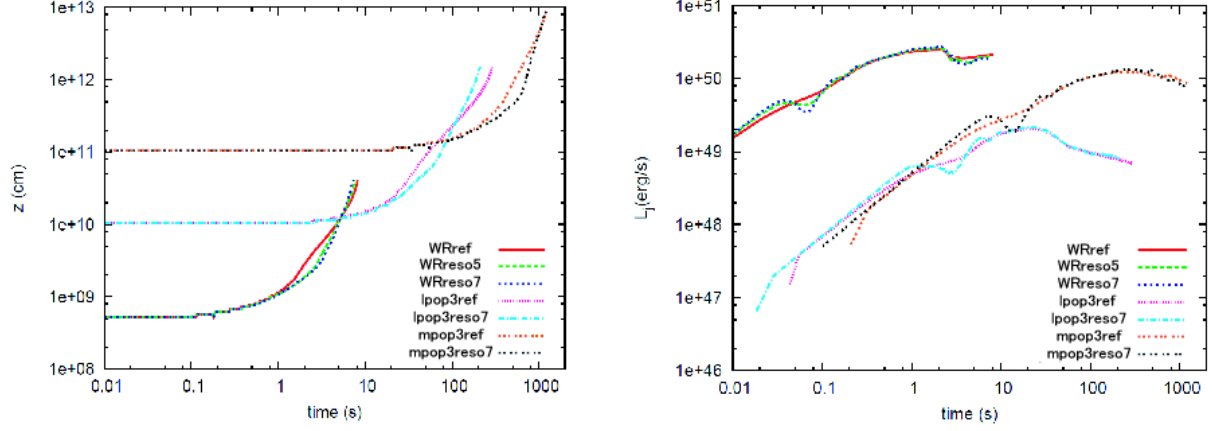 1e+13
1e+12
1e+11
1e+10
1e+09
1e+08
z (cm)
0.01 0.1 1 10 100 1000
time (s)
WRref
WRreso5
WRreso7
lpop3ref
lpop3reso7
mpop3ref
mpop3reso7
1e+51
1e+50
1e+49
1e+48
1e+47
1e+46
Lj(erg/s)
0.01 0.1 1 10 100 1000
time (s)
WRref
WRreso5
WRreso7
lpop3ref
lpop3reso7
mpop3ref
mpop3reso7